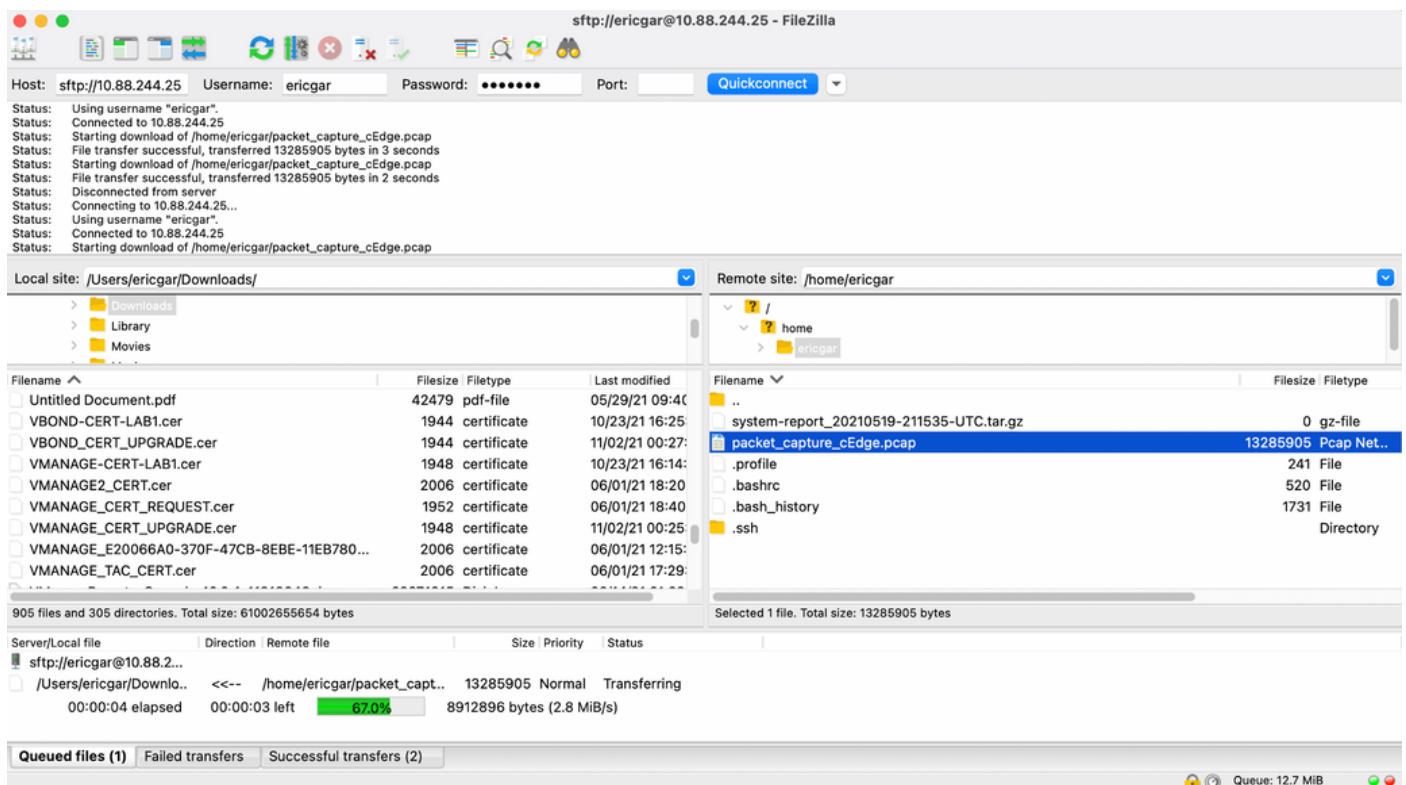 sftp://ericgar@10.88.244.25 - FileZilla
Host: sftp://10.88.244.25 Username: ericgar Password: ••••••• Port: Quickconnect
Status: Using username "ericgar".
Status: Connected to 10.88.244.25
Status: Starting download of /home/ericgar/packet_capture_cEdge.pcap
Status: File transfer successful, transferred 13285905 bytes in 3 seconds
Status: Starting download of /home/ericgar/packet_capture_cEdge.pcap
Status: File transfer successful, transferred 13285905 bytes in 2 seconds
Status: Disconnected from server
Status: Connecting to 10.88.244.25...
Status: Using username "ericgar".
Status: Connected to 10.88.244.25
Status: Starting download of /home/ericgar/packet_capture_cEdge.pcap
Local site: /Users/ericgar/Downloads/
Downloads
Library
Movies
Filename Filesize Filetype Last modified
Untitled Document.pdf 42479 pdf-file 05/29/21 09:40
VBOND-CERT-LAB1.cer 1944 certificate 10/23/21 16:25:
VBOND_CERT_UPGRADE.cer 1944 certificate 11/02/21 00:27:
VMANAGE-CERT-LAB1.cer 1948 certificate 10/23/21 16:14:
VMANAGE2_CERT.cer 2006 certificate 06/01/21 18:20
VMANAGE_CERT_REQUEST.cer 1952 certificate 06/01/21 18:40
VMANAGE_CERT_UPGRADE.cer 1948 certificate 11/02/21 00:25:
VMANAGE_E20066A0-370F-47CB-8EBE-11EB780... 2006 certificate 06/01/21 12:15:
VMANAGE_TAC_CERT.cer 2006 certificate 06/01/21 17:29:
905 files and 305 directories. Total size: 61002655654 bytes
Remote site: /home/ericgar
/
home
ericgar
Filename Filesize Filetype
..
system-report_20210519-211535-UTC.tar.gz 0 gz-file
packet_capture_cEdge.pcap 13285905 Pcap Net...
.profile 241 File
.bashrc 520 File
.bash_history 1731 File
.ssh Directory
Selected 1 file. Total size: 13285905 bytes
Server/Local file Direction Remote file Size Priority Status
sftp://ericgar@10.88.2...
/Users/ericgar/Downlo.. <<-- /home/ericgar/packet_capt... 13285905 Normal Transferring
00:00:04 elapsed 00:00:03 left 67.0% 8912896 bytes (2.8 MiB/s)
Queued files (1) Failed transfers Successful transfers (2)
Queue: 12.7 MiB